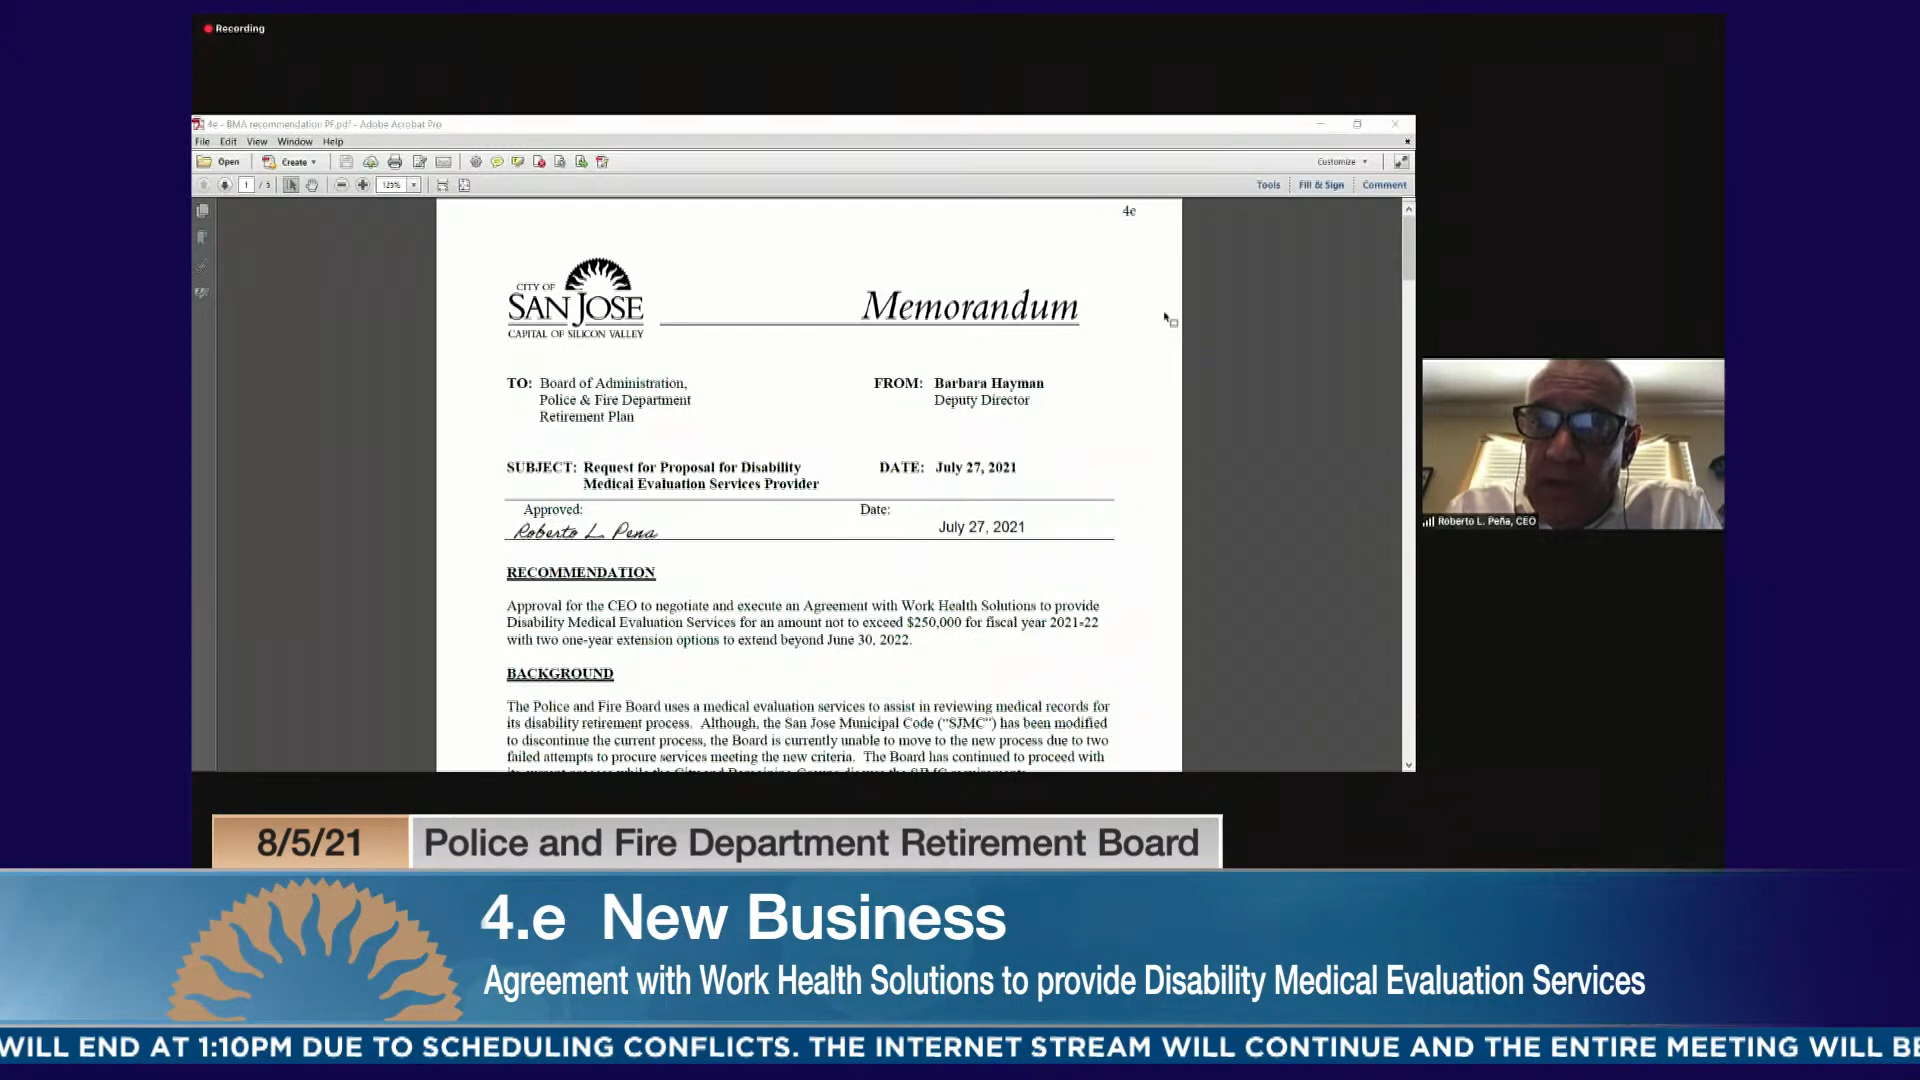 Recording
4e - BMA recommendation PF.pdf - Adobe Acrobat Pro
File Edit View Window Help
Open Create Customize
1 / 3 123% Tools Fill & Sign Comment
4e
CITY OF
SAN JOSE
CAPITAL OF SILICON VALLEY
Memorandum
TO: Board of Administration,
Police & Fire Department
Retirement Plan
FROM: Barbara Hayman
Deputy Director
SUBJECT: Request for Proposal for Disability
Medical Evaluation Services Provider
DATE: July 27, 2021
Approved:
Roberto L. Pena
Date:
July 27, 2021
RECOMMENDATION
Approval for the CEO to negotiate and execute an Agreement with Work Health Solutions to provide
Disability Medical Evaluation Services for an amount not to exceed $250,000 for fiscal year 2021-22
with two one-year extension options to extend beyond June 30, 2022.
BACKGROUND
The Police and Fire Board uses a medical evaluation services to assist in reviewing medical records for
its disability retirement process. Although, the San Jose Municipal Code ("SJMC") has been modified
to discontinue the current process, the Board is currently unable to move to the new process due to two
failed attempts to procure services meeting the new criteria. The Board has continued to proceed with
Roberto L. Peña, CEO
8/5/21 Police and Fire Department Retirement Board
4.e New Business
Agreement with Work Health Solutions to provide Disability Medical Evaluation Services
WILL END AT 1:10PM DUE TO SCHEDULING CONFLICTS. THE INTERNET STREAM WILL CONTINUE AND THE ENTIRE MEETING WILL BE